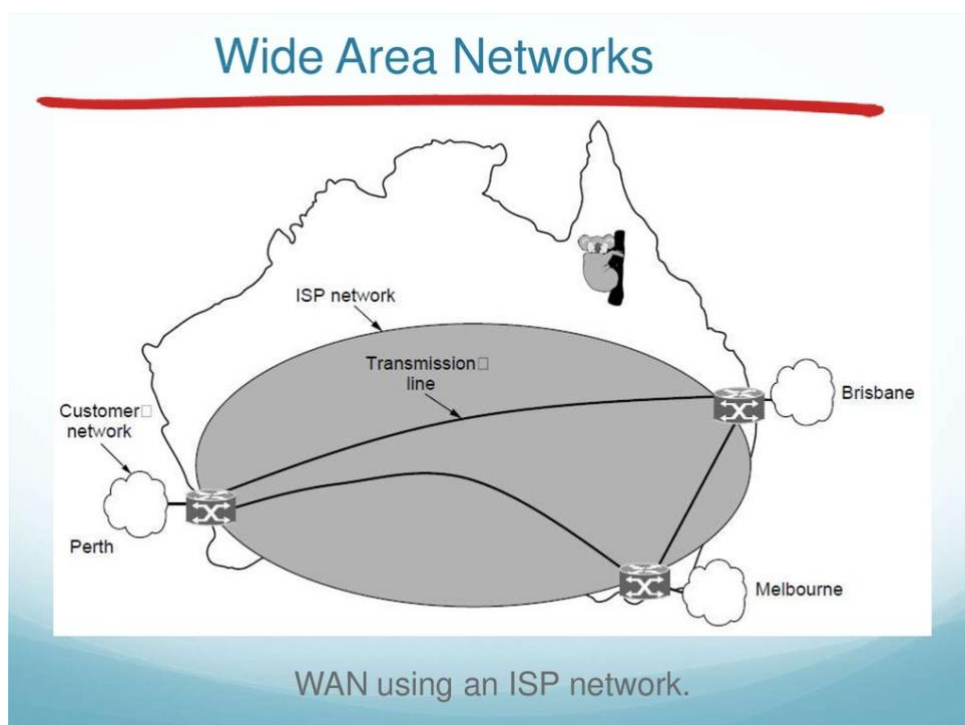 Wide Area Networks
ISP network
Transmission□
line
Customer□
network
Brisbane
Perth
Melbourne
WAN using an ISP network.